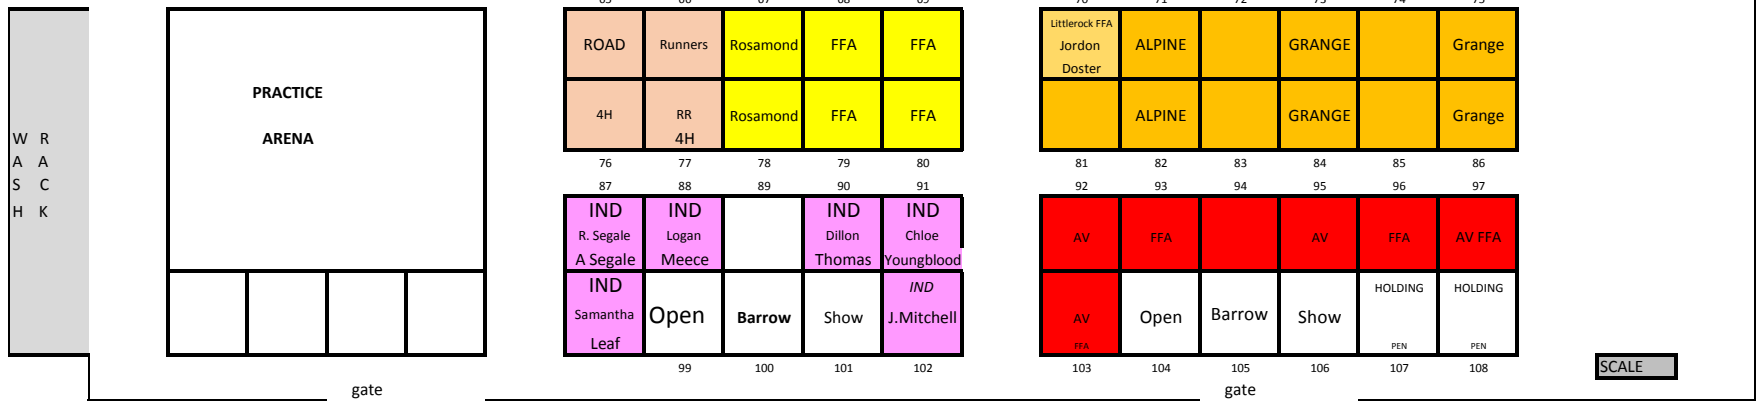 Littlerock FFA
ROAD Runners Rosamond FFA FFA Jordon ALPINE GRANGE Grange
Doster
PRACTICE
4H RR Rosamond FFA FFA ALPINE GRANGE Grange
4H
ARENA
W R
A A
S C
H K
76 77 78 79 80 81 82 83 84 85 86
87 88 89 90 91 92 93 94 95 96 97
IND IND IND IND
R. Segale Logan Dillon Chloe AV FFA AV FFA AV FFA
A Segale Meece Thomas Youngblood
IND IND HOLDING HOLDING
Samantha Open Barrow Show J.Mitchell AV Open Barrow Show
Leaf FFA PEN PEN
99 100 101 102 103 104 105 106 107 108
SCALE
gate gate